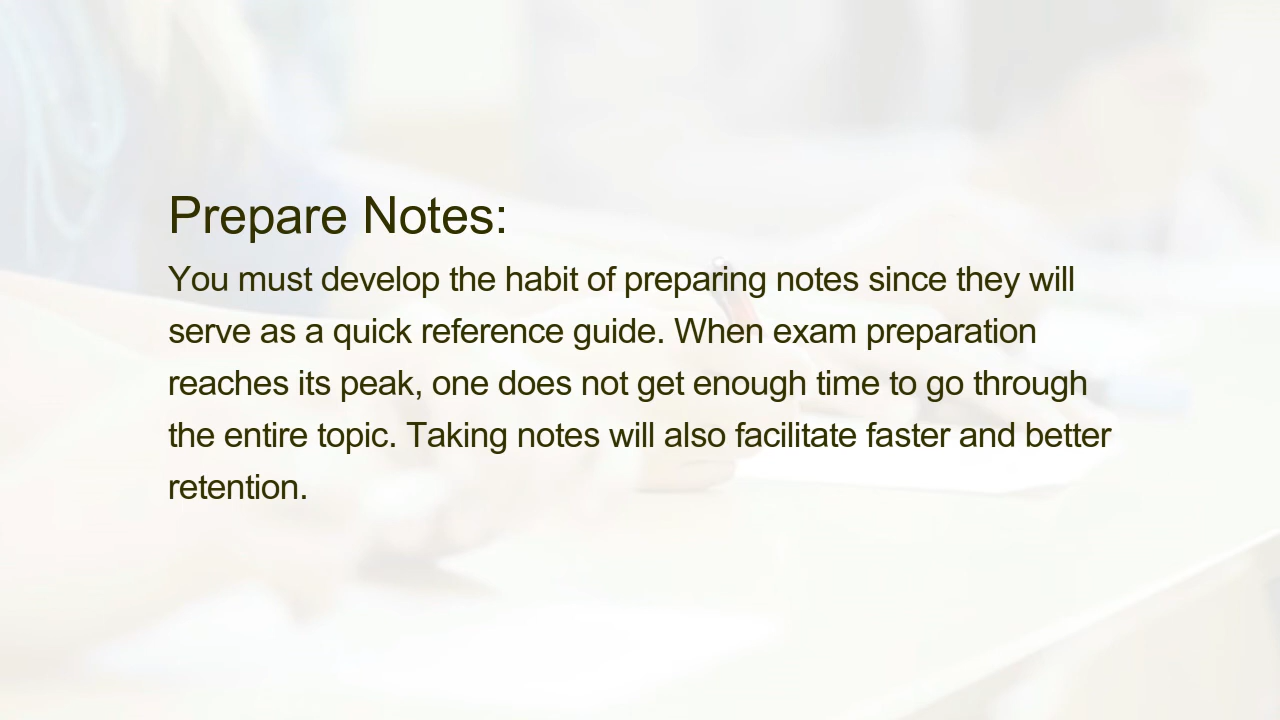 Prepare Notes:
You must develop the habit of preparing notes since they will
serve as a quick reference guide. When exam preparation
reaches its peak, one does not get enough time to go through
the entire topic. Taking notes will also facilitate faster and better
retention.